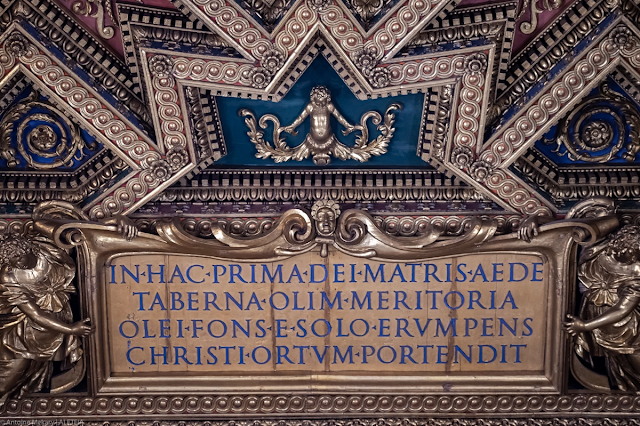 IN·HAC·PRIMA·DEI·MATRIS·AEDE
TABERNA·OLIM·MERITORIA
OLEI·FONS·E·SOLO·ERVMPENS
CHRISTI·ORTVM·PORTENDIT